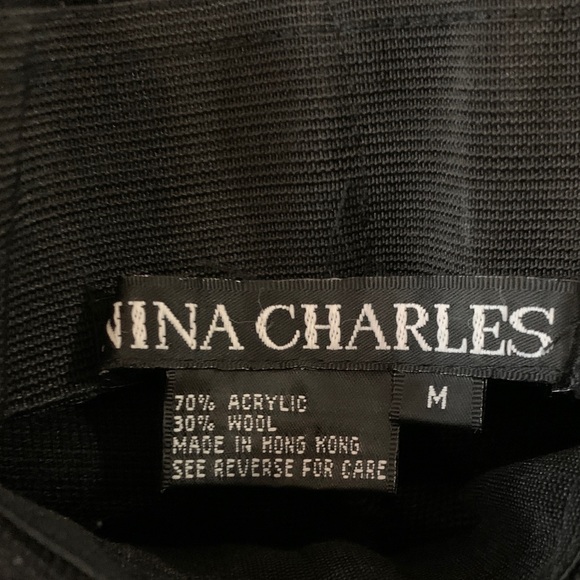 NINA CHARLES
M
70% ACRYLIC
30% WOOL
MADE IN HONG KONG
SEE REVERSE FOR CARE